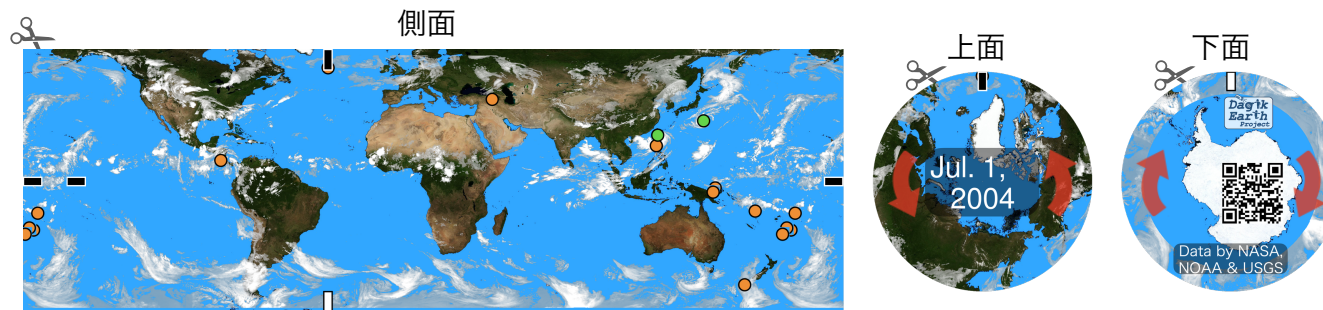 側面
上面
下面
Jul. 1,
2004
Dagik
Earth
Project
Data by NASA,
NOAA & USGS